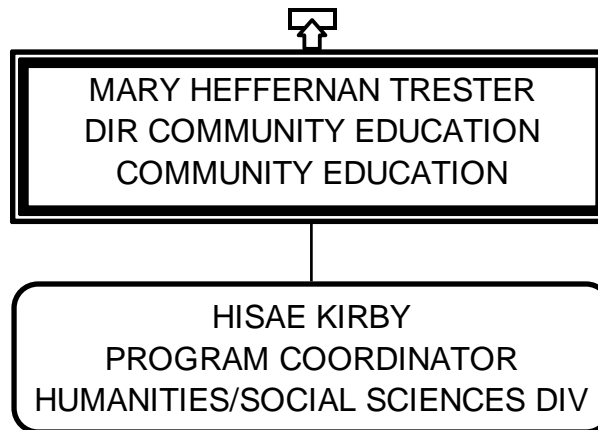 MARY HEFFERNAN TRESTER
DIR COMMUNITY EDUCATION
COMMUNITY EDUCATION
HISAE KIRBY
PROGRAM COORDINATOR
HUMANITIES/SOCIAL SCIENCES DIV